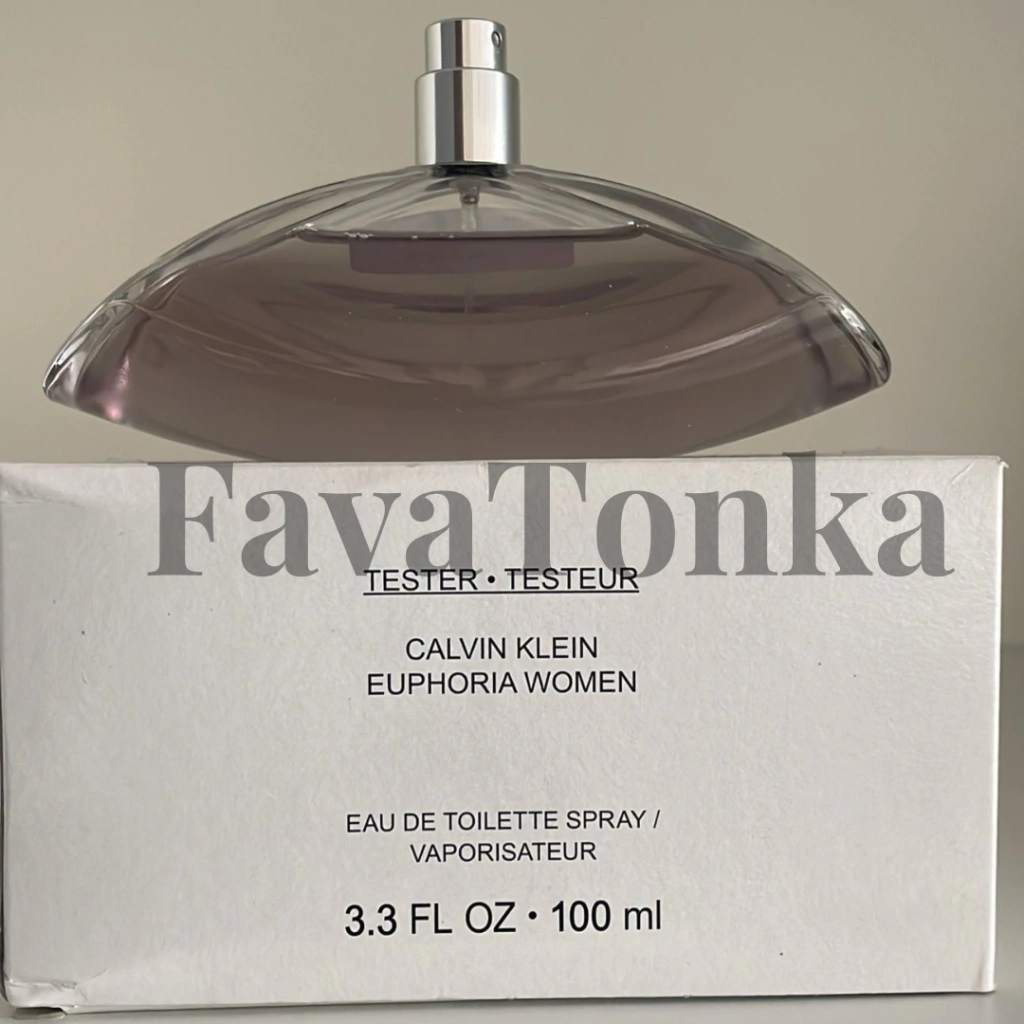 FavaTonka
TESTER • TESTEUR
CALVIN KLEIN
EUPHORIA WOMEN
EAU DE TOILETTE SPRAY /
VAPORISATEUR
3.3 FL OZ • 100 ml